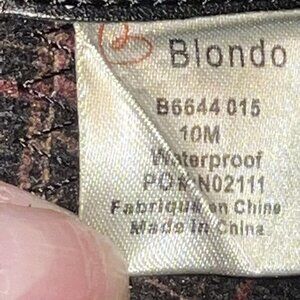 Blondo
B6644 015
10M
Waterproof
PO# N02111
Fabriqué en Chine
Made in China